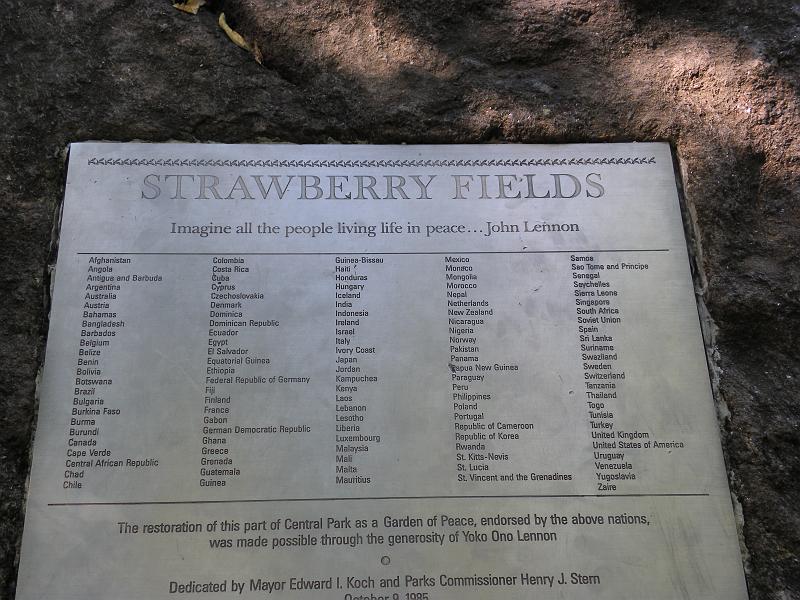 STRAWBERRY FIELDS
Imagine all the people living life in peace...John Lennon
Afghanistan
Angola
Antigua and Barbuda
Argentina
Australia
Austria
Bahamas
Bangladesh
Barbados
Belgium
Belize
Benin
Bolivia
Botswana
Brazil
Bulgaria
Burkina Faso
Burma
Burundi
Canada
Cape Verde
Central African Republic
Chad
Chile
Colombia
Costa Rica
Cuba
Cyprus
Czechoslovakia
Denmark
Dominica
Dominican Republic
Ecuador
Egypt
El Salvador
Equatorial Guinea
Ethiopia
Federal Republic of Germany
Fiji
Finland
France
Gabon
German Democratic Republic
Ghana
Greece
Grenada
Guatemala
Guinea
Guinea-Bissau
Haiti
Honduras
Hungary
Iceland
India
Indonesia
Ireland
Israel
Italy
Ivory Coast
Japan
Jordan
Kampuchea
Kenya
Laos
Lebanon
Lesotho
Liberia
Luxembourg
Malaysia
Mali
Malta
Mauritius
Mexico
Monaco
Mongolia
Morocco
Nepal
Netherlands
New Zealand
Nicaragua
Nigeria
Norway
Pakistan
Panama
Papua New Guinea
Paraguay
Peru
Philippines
Poland
Portugal
Republic of Cameroon
Republic of Korea
Rwanda
St. Kitts-Nevis
St. Lucia
St. Vincent and the Grenadines
Samoa
Sao Tome and Principe
Senegal
Seychelles
Sierra Leone
Singapore
South Africa
Soviet Union
Spain
Sri Lanka
Suriname
Swaziland
Sweden
Switzerland
Tanzania
Thailand
Togo
Tunisia
Turkey
United Kingdom
United States of America
Uruguay
Venezuela
Yugoslavia
Zaire
The restoration of this part of Central Park as a Garden of Peace, endorsed by the above nations,
was made possible through the generosity of Yoko Ono Lennon
Dedicated by Mayor Edward I. Koch and Parks Commissioner Henry J. Stern
October 9, 1985